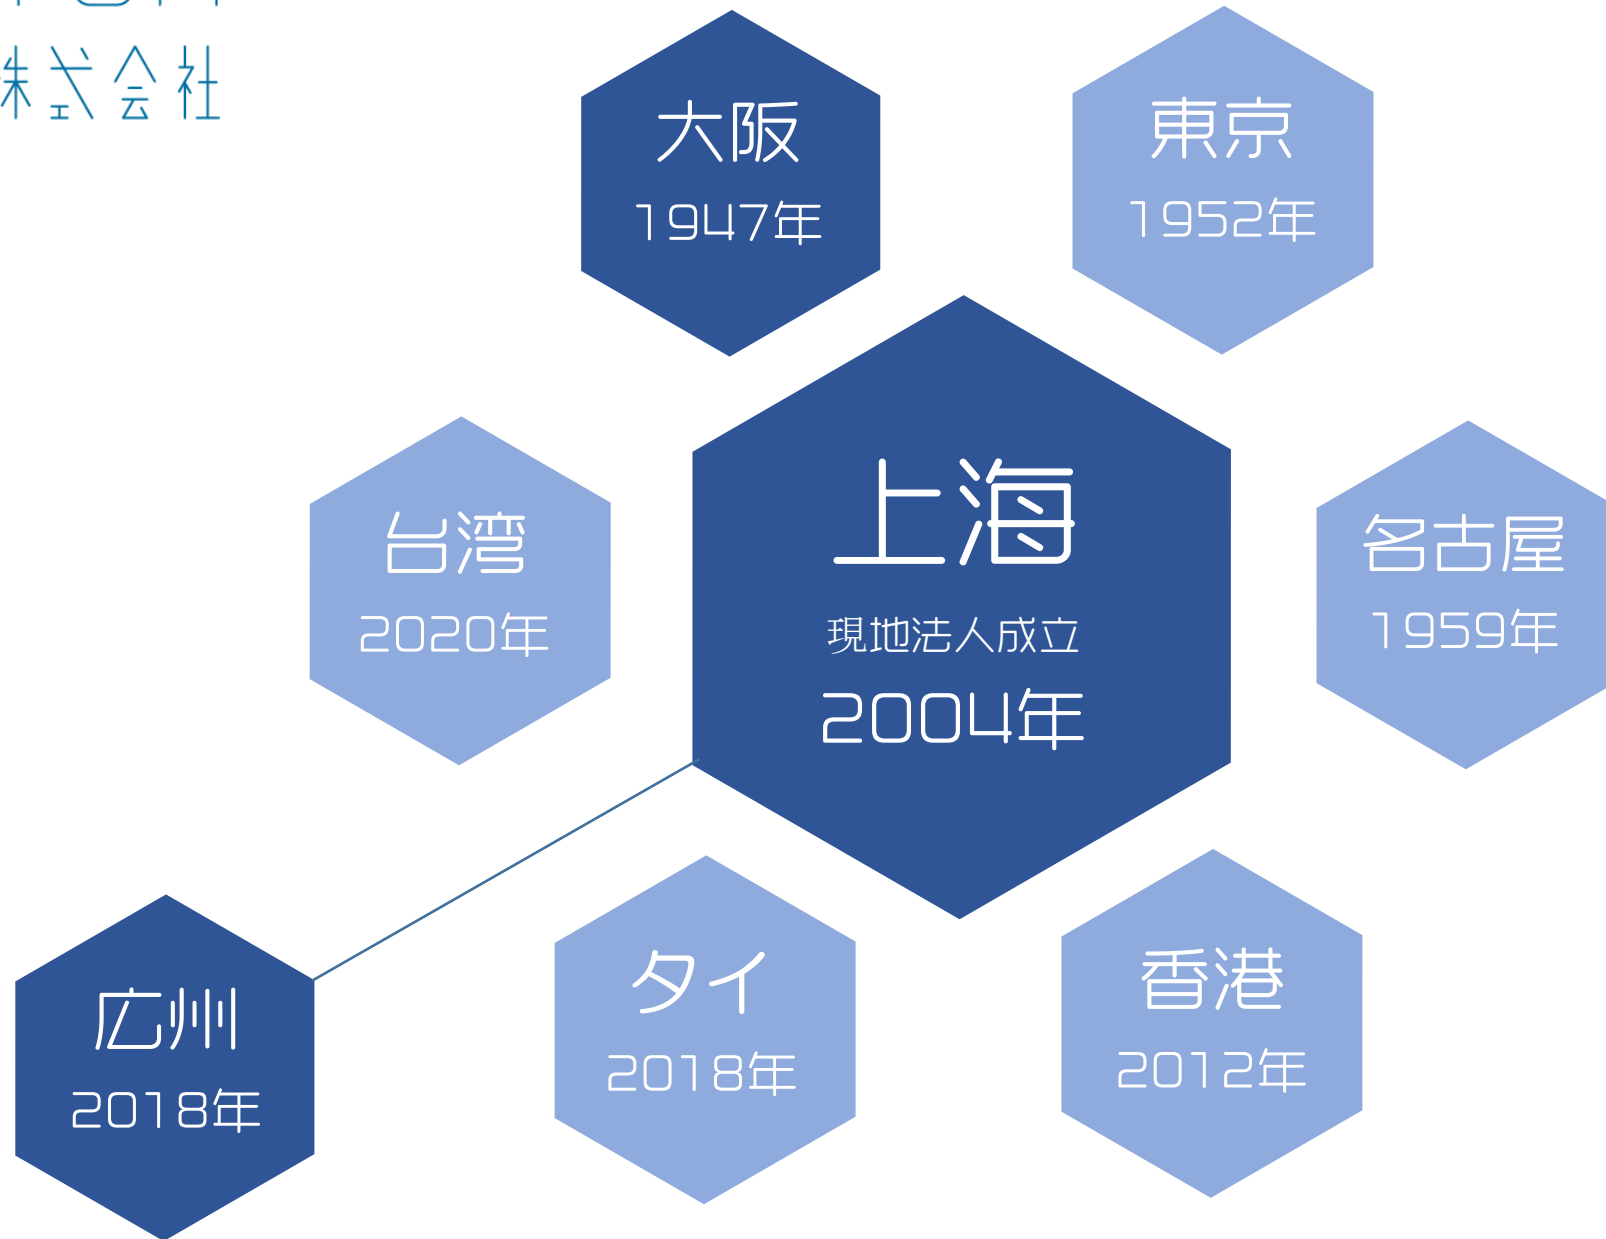 株式会社
大阪
1947年
東京
1952年
上海
現地法人成立
2004年
台湾
2020年
名古屋
1959年
広州
2018年
タイ
2018年
香港
2012年